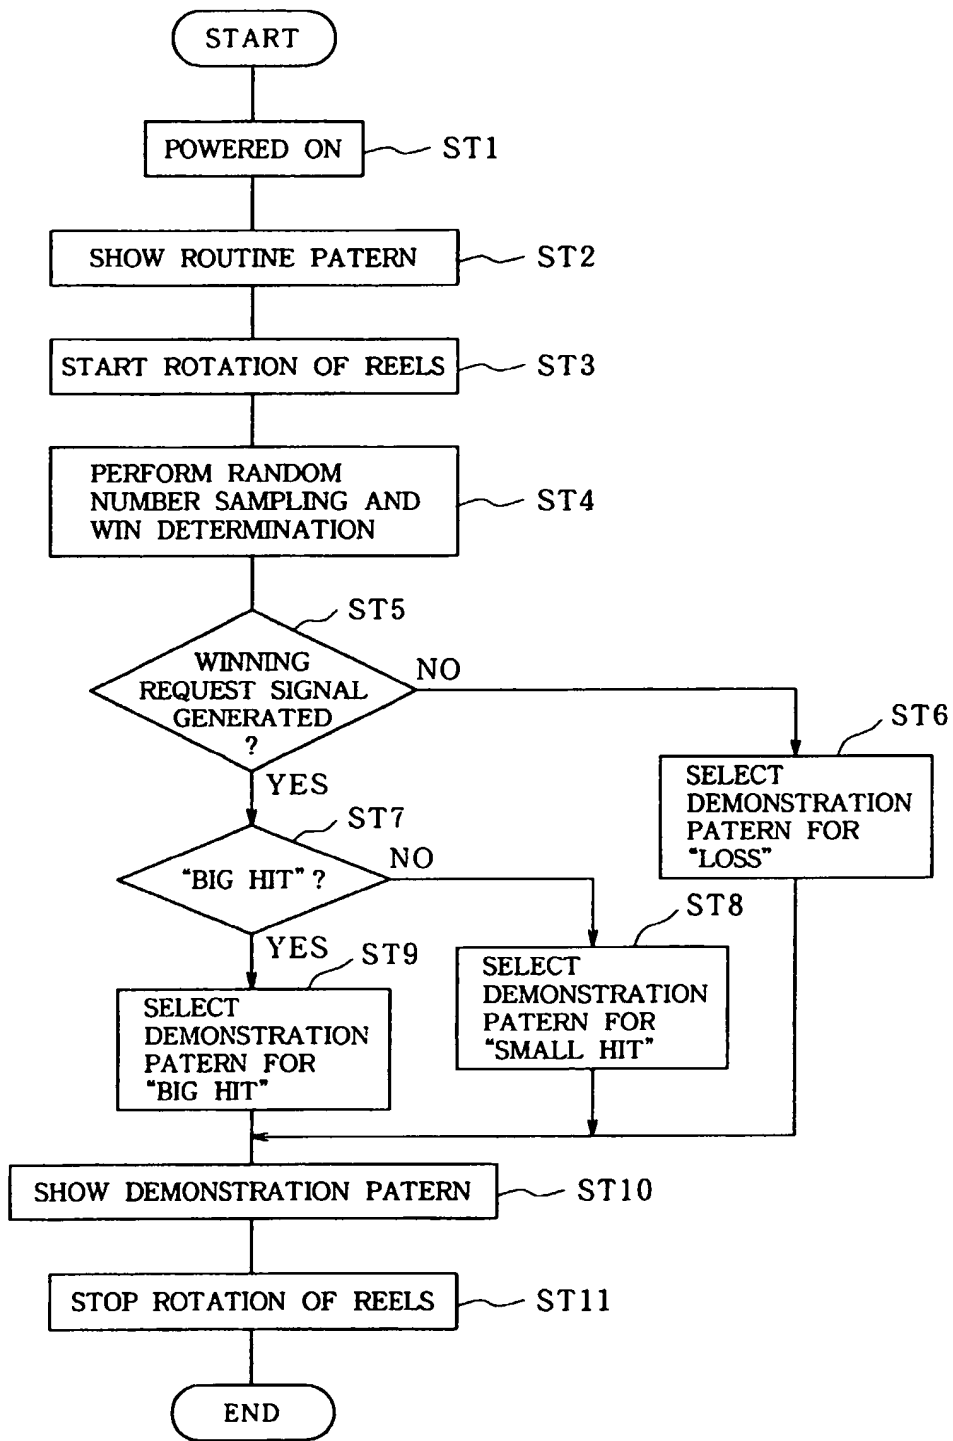 START
POWERED ON
ST1
SHOW ROUTINE PATERN
ST2
START ROTATION OF REELS
ST3
PERFORM RANDOM
NUMBER SAMPLING AND
WIN DETERMINATION
ST4
ST5
WINNING
REQUEST SIGNAL
GENERATED
?
NO
YES
ST6
SELECT
DEMONSTRATION
PATERN FOR
“LOSS”
ST7
“BIG HIT” ?
NO
YES
ST8
SELECT
DEMONSTRATION
PATERN FOR
“SMALL HIT”
ST9
SELECT
DEMONSTRATION
PATERN FOR
“BIG HIT”
SHOW DEMONSTRATION PATERN
ST10
STOP ROTATION OF REELS
ST11
END